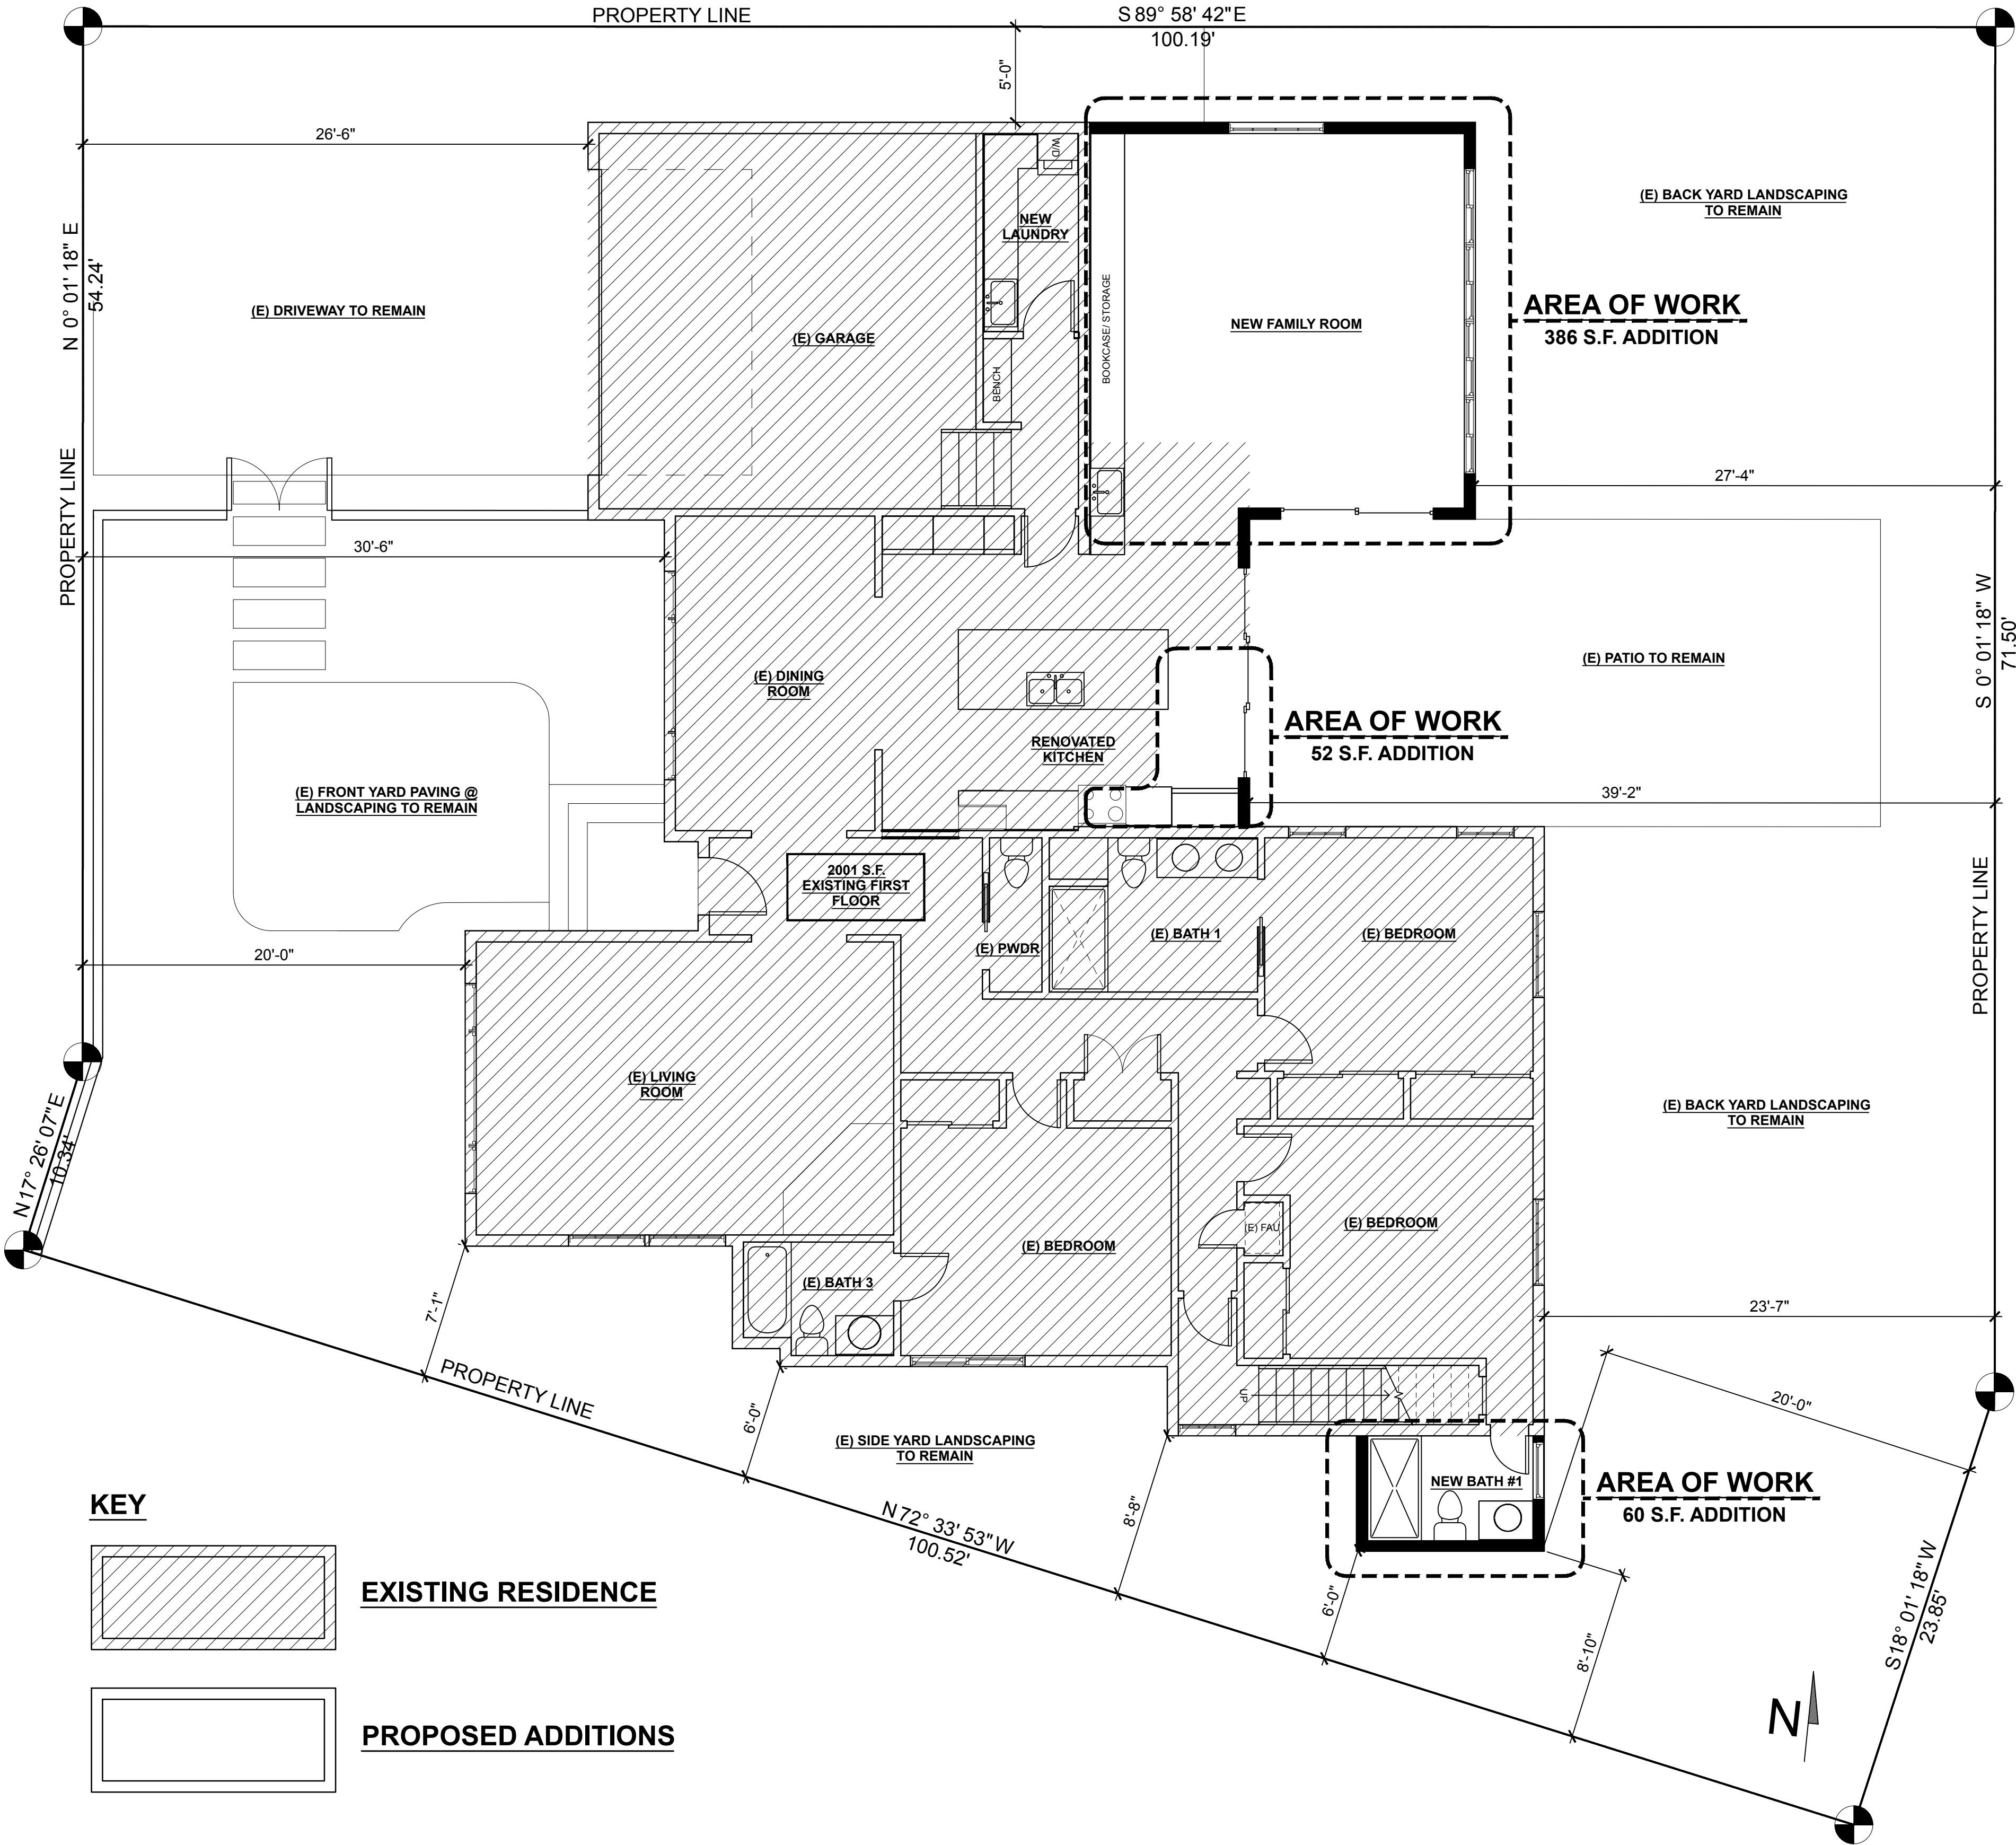 PROPERTY LINE
S 89° 58' 42" E
100.19'
5'-0"
26'-6"
W/D
(E) BACK YARD LANDSCAPING
TO REMAIN
NEW
LAUNDRY
N 0° 01' 18" E
54.24'
(E) DRIVEWAY TO REMAIN
(E) GARAGE
BOOKCASE/ STORAGE
NEW FAMILY ROOM
AREA OF WORK
386 S.F. ADDITION
BENCH
27'-4"
PROPERTY LINE
30'-6"
S 0° 01' 18" W
71.50'
(E) DINING
ROOM
(E) PATIO TO REMAIN
RENOVATED
KITCHEN
AREA OF WORK
52 S.F. ADDITION
(E) FRONT YARD PAVING @
LANDSCAPING TO REMAIN
39'-2"
2001 S.F.
EXISTING FIRST
FLOOR
(E) PWDR
(E) BATH 1
(E) BEDROOM
PROPERTY LINE
20'-0"
(E) LIVING
ROOM
(E) BACK YARD LANDSCAPING
TO REMAIN
N 17° 26' 07" E
10.34'
(E) FAU
(E) BEDROOM
(E) BEDROOM
(E) BATH 3
7'-1"
23'-7"
PROPERTY LINE
6'-0"
UP
20'-0"
(E) SIDE YARD LANDSCAPING
TO REMAIN
NEW BATH #1
AREA OF WORK
60 S.F. ADDITION
KEY
N 72° 33' 53" W
100.52'
8'-8"
6'-0"
8'-10"
S 18° 01' 18" W
23.85'
EXISTING RESIDENCE
N
PROPOSED ADDITIONS